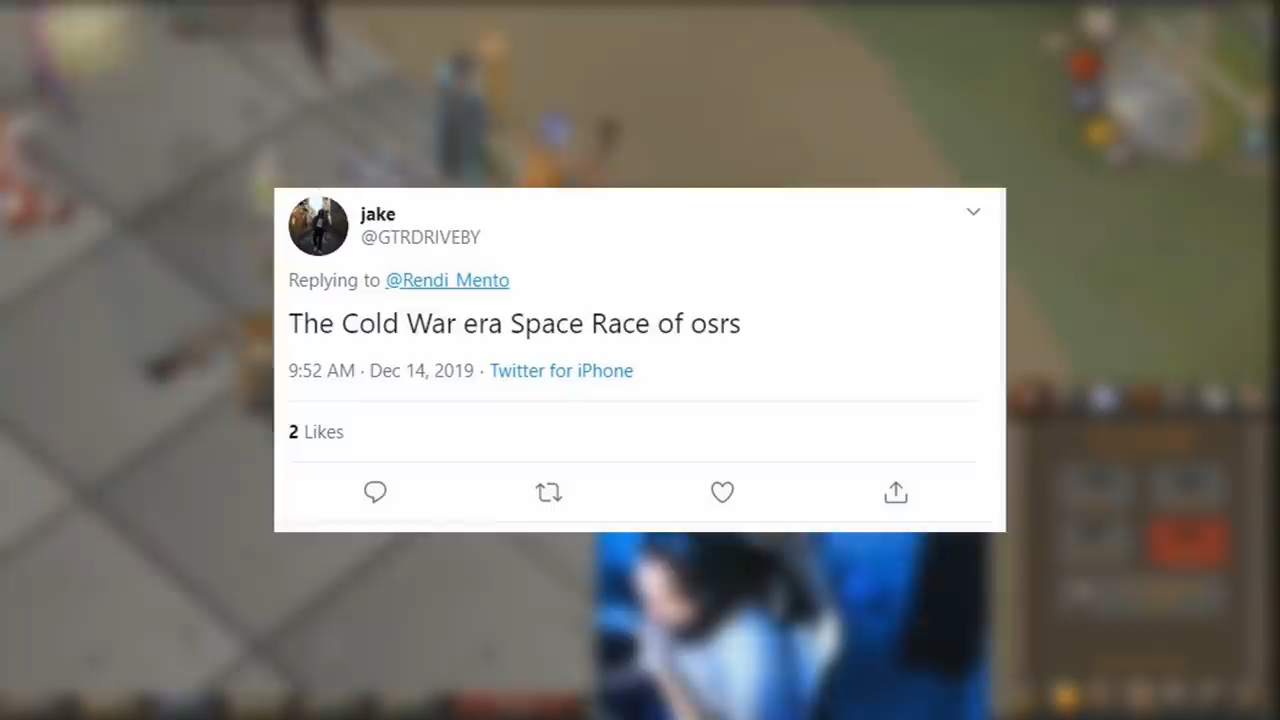 jake
@GTRDRIVEBY
Replying to @Rendi_Mento
The Cold War era Space Race of osrs
9:52 AM · Dec 14, 2019 · Twitter for iPhone
2 Likes